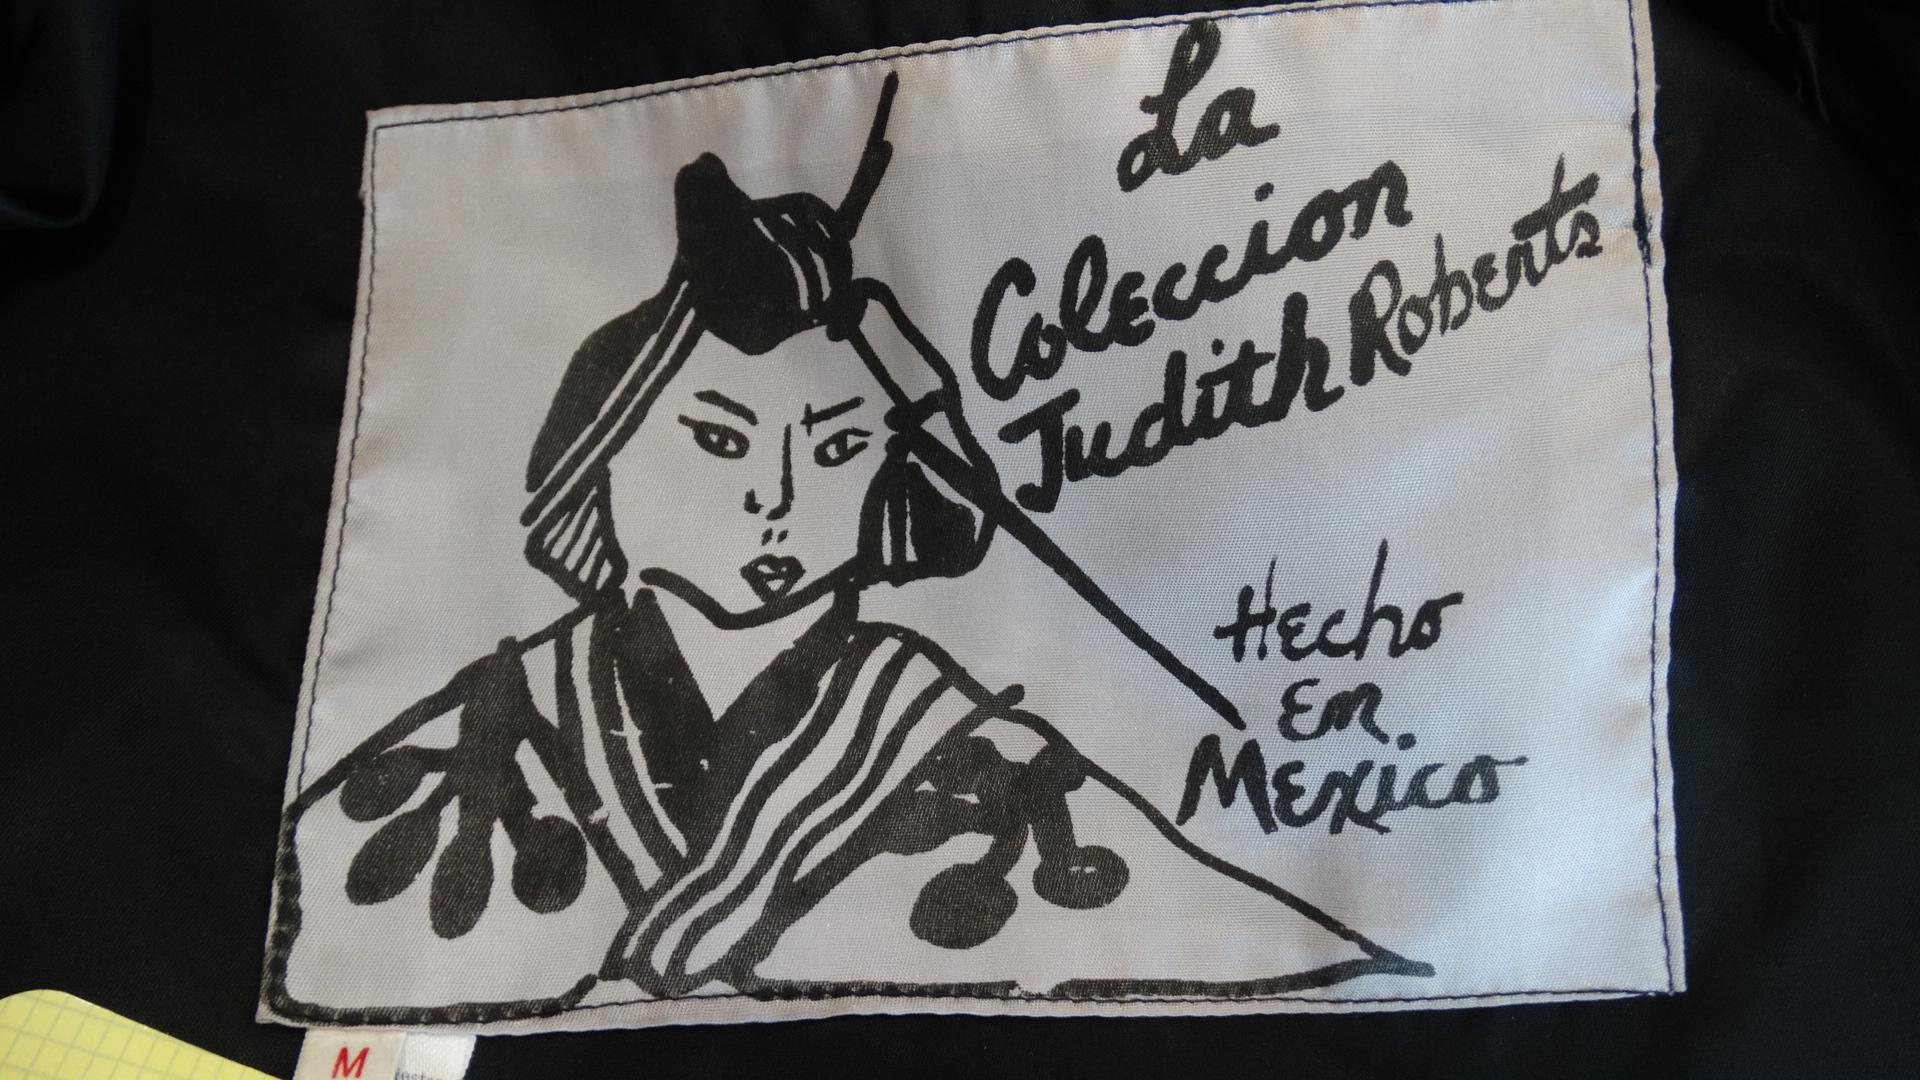 La
Coleccion
Judith Roberts
Hecho
En
Mexico
M